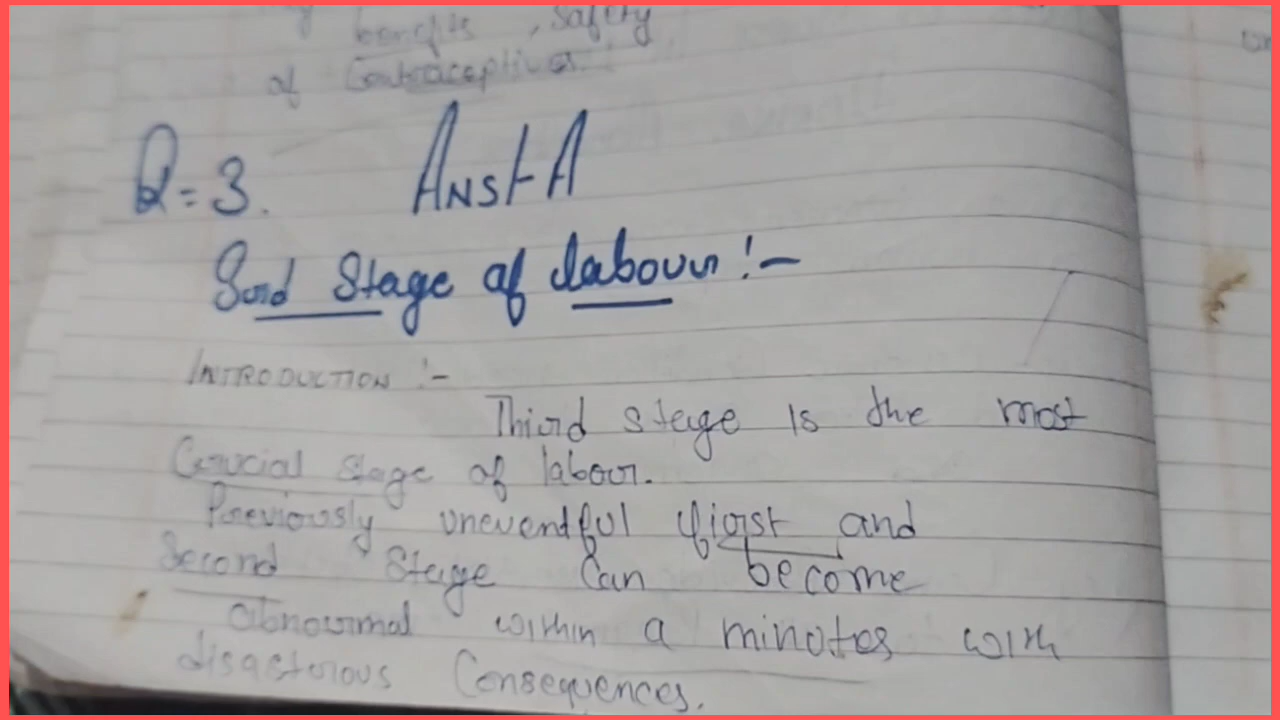 benefits, safety
of Contraceptives.
Q=3. Ans+A
3rd Stage of labour :-
INTRODUCTION :-
Third stage is the most
Crucial stage of labour.
Previously uneventful first and
Second Stage Can become
abnormal within a minutes with
disasterous Consequences.